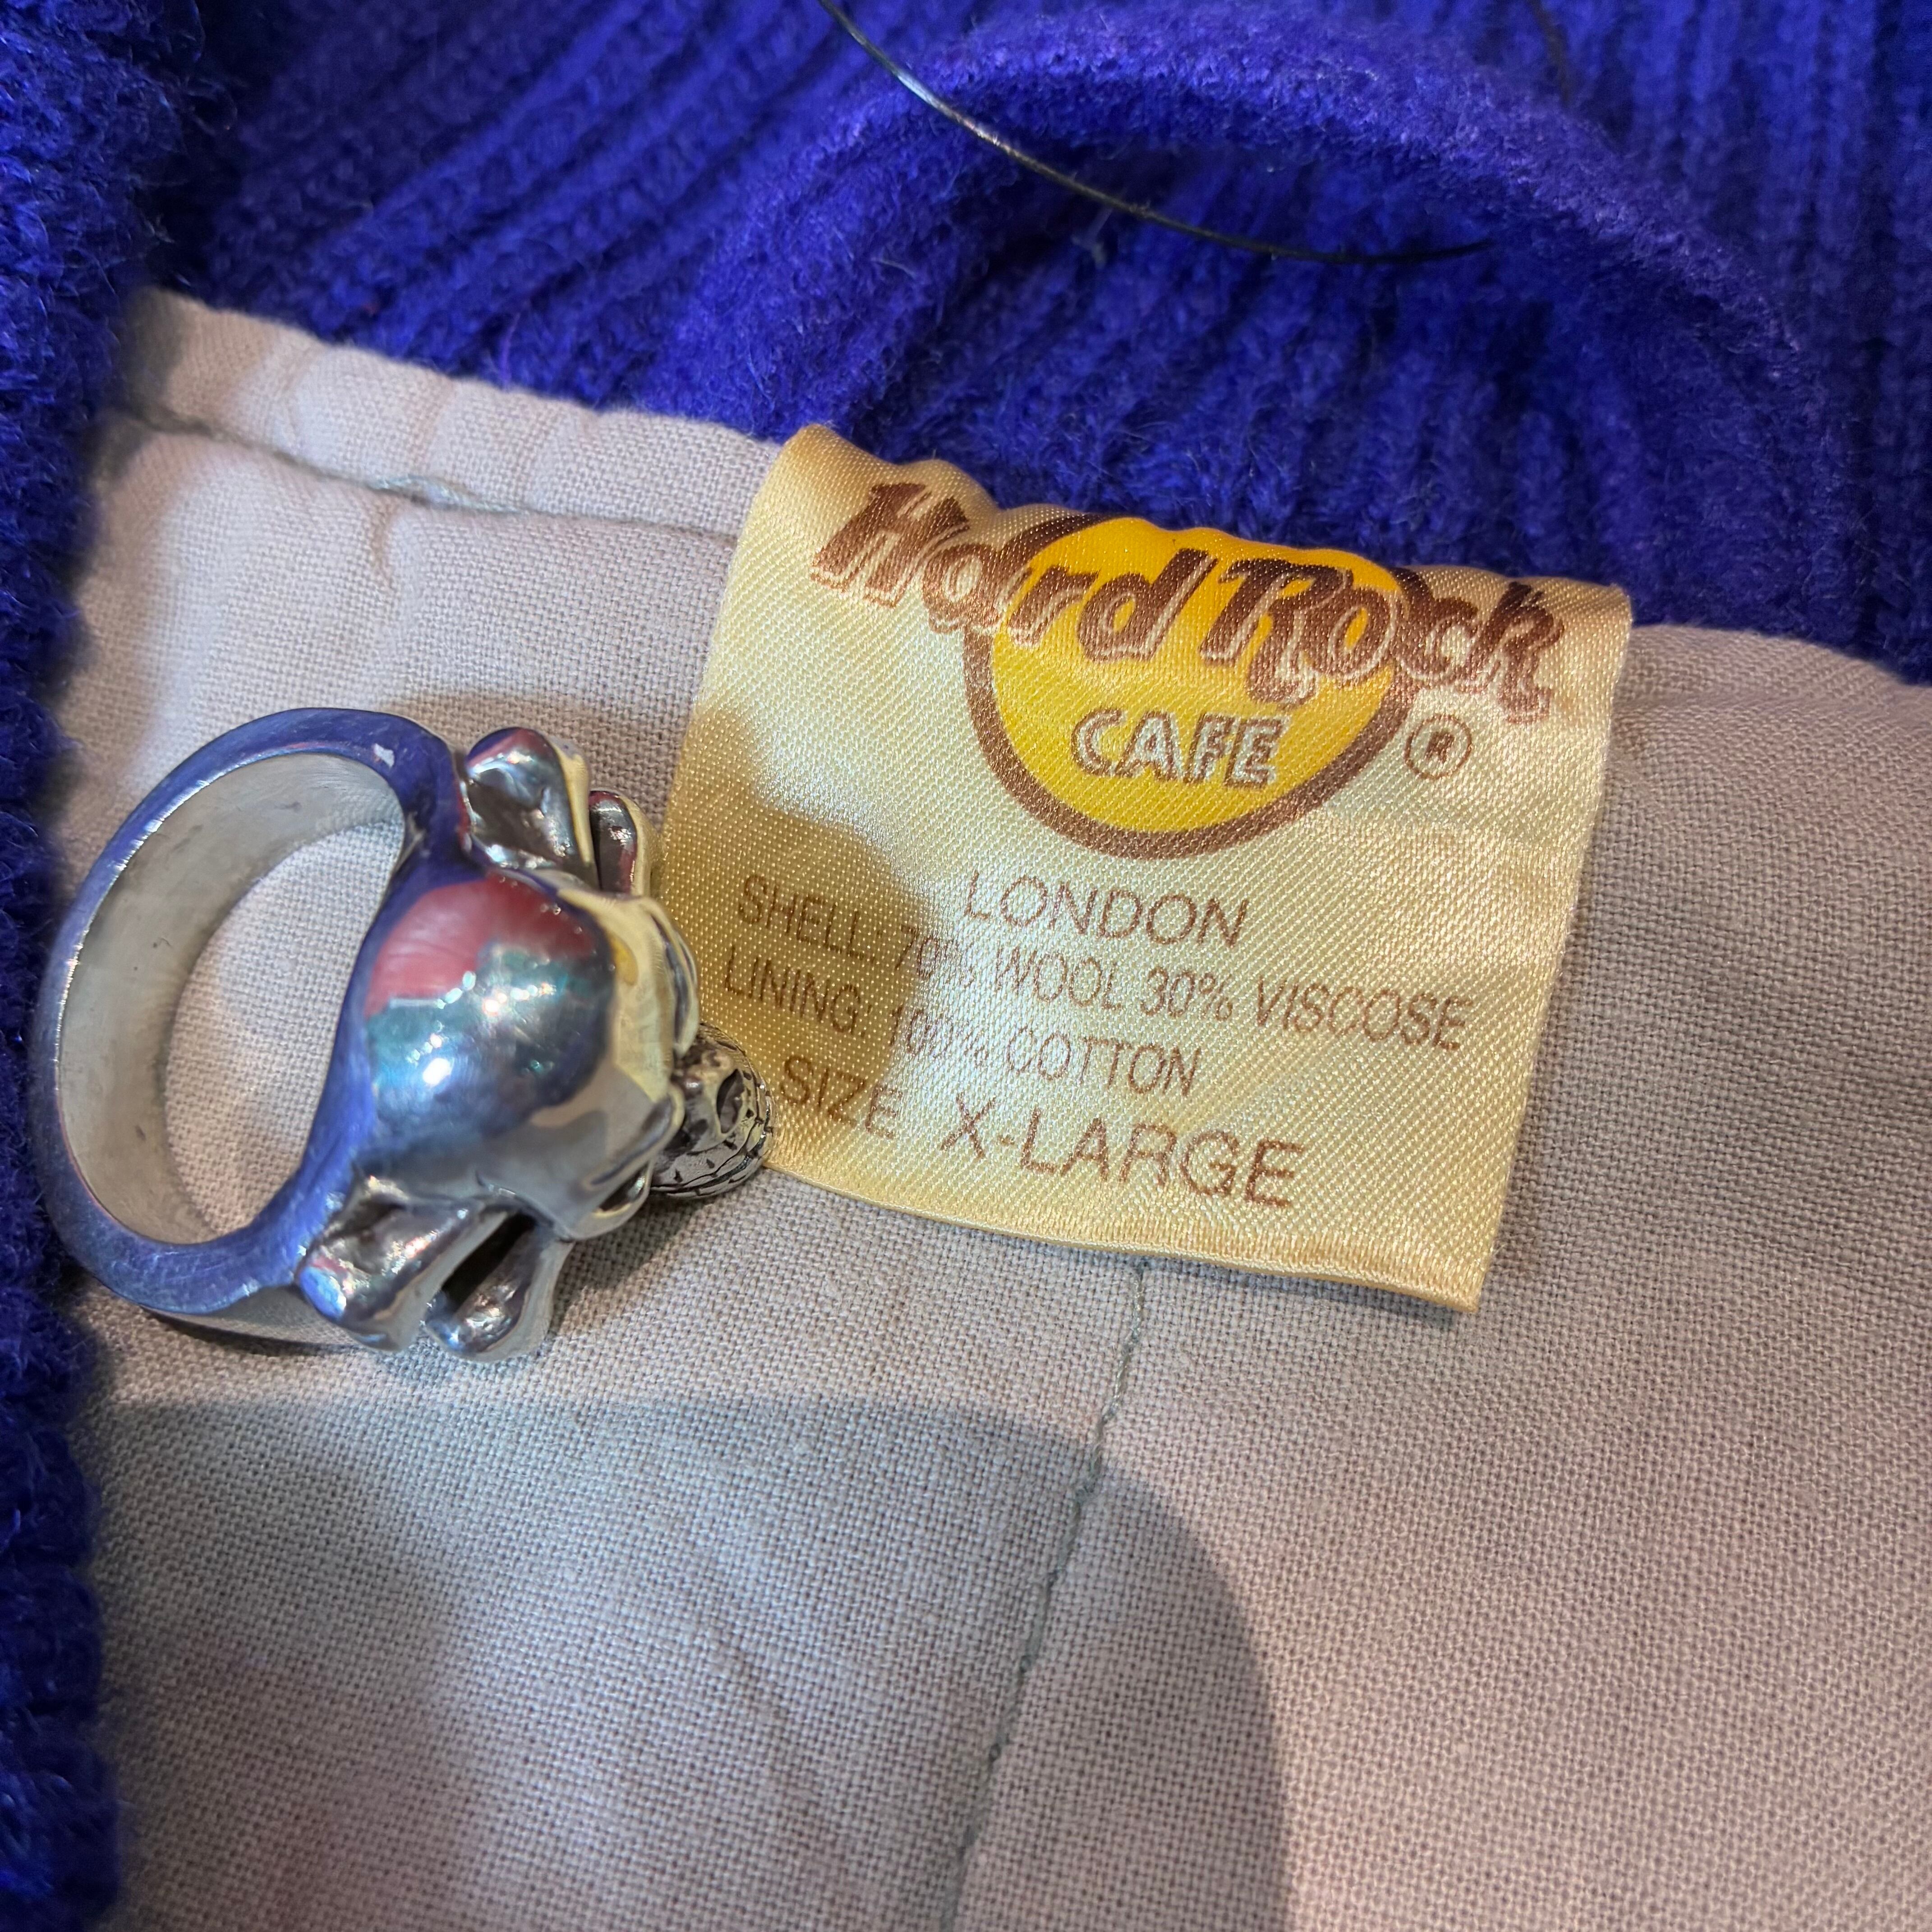 Hard Rock
CAFE ®
LONDON
SHELL: 70% WOOL 30% VISCOSE
LINING: 100% COTTON
SIZE X-LARGE